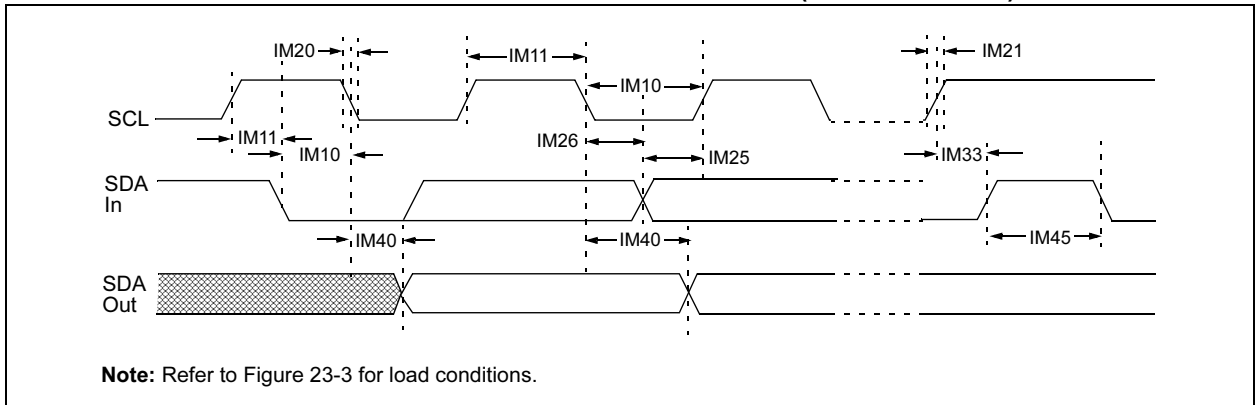 IM20
IM11
IM21
IM10
SCL
IM11
IM26
IM10
IM25
IM33
SDA
In
IM40
IM40
IM45
SDA
Out
Note: Refer to Figure 23-3 for load conditions.